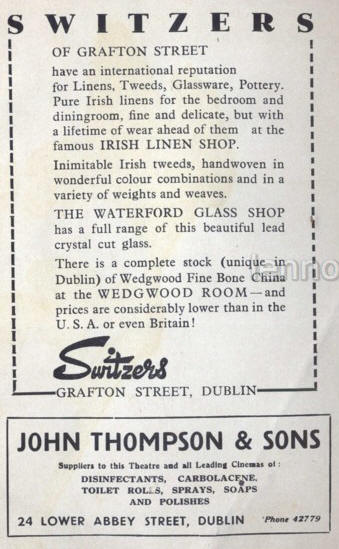 SWITZERS
OF GRAFTON STREET
have an international reputation
for Linens, Tweeds, Glassware, Pottery.
Pure Irish linens for the bedroom and
diningroom, fine and delicate, but with
a lifetime of wear ahead of them at the
famous IRISH LINEN SHOP.
Inimitable Irish tweeds, handwoven in
wonderful colour combinations and in a
variety of weights and weaves.
THE WATERFORD GLASS SHOP
has a full range of this beautiful lead
crystal cut glass.
There is a complete stock (unique in
Dublin) of Wedgwood Fine Bone China
at the WEDGWOOD ROOM—and
prices are considerably lower than in the
U. S. A. or even Britain!
Switzers
GRAFTON STREET, DUBLIN
JOHN THOMPSON & SONS
Suppliers to this Theatre and all Leading Cinemas of:
DISINFECTANTS, CARBOLACENE,
TOILET ROLLS, SPRAYS, SOAPS
AND POLISHES
24 LOWER ABBEY STREET, DUBLIN 'Phone 42779